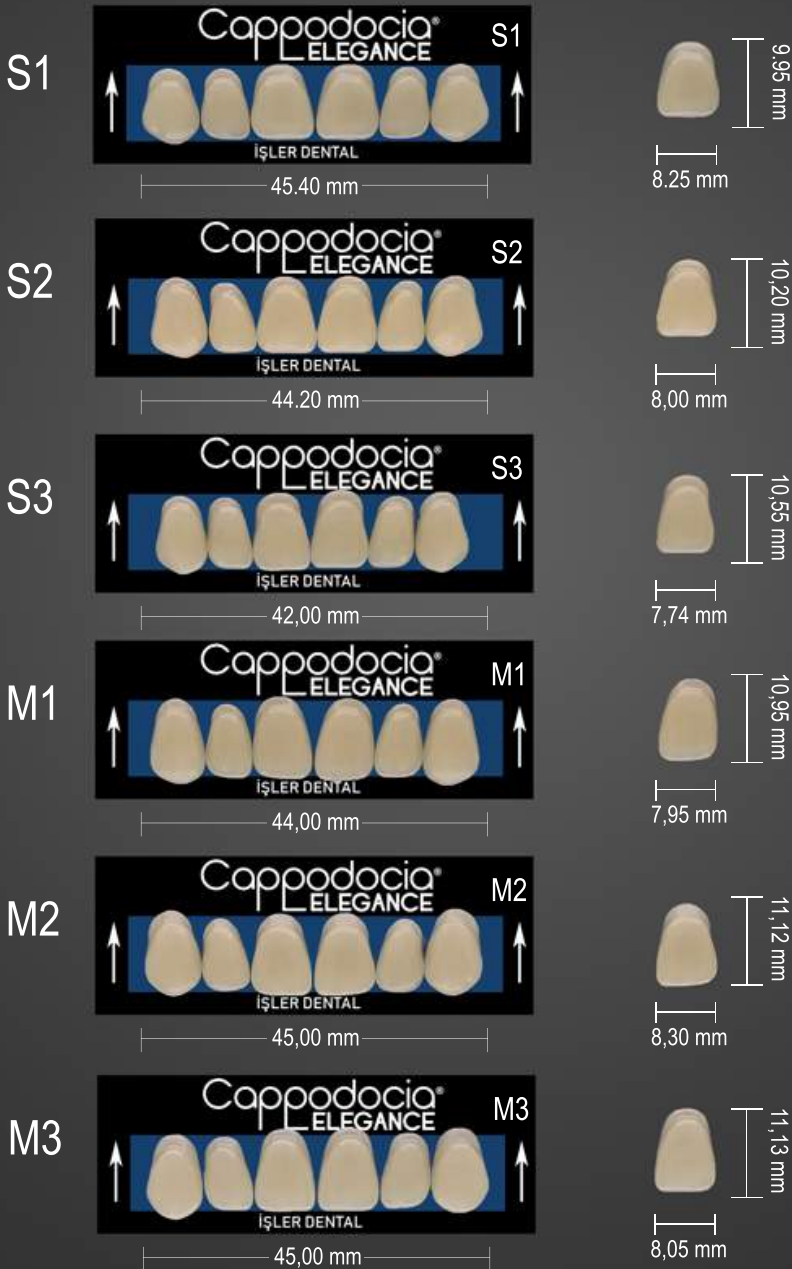 S1
Cappodocia®
ELEGANCE
S1
İŞLER DENTAL
45.40 mm
9.95 mm
8.25 mm
S2
Cappodocia®
ELEGANCE
S2
İŞLER DENTAL
44.20 mm
10,20 mm
8,00 mm
S3
Cappodocia®
ELEGANCE
S3
İŞLER DENTAL
42,00 mm
10,55 mm
7,74 mm
M1
Cappodocia®
ELEGANCE
M1
İŞLER DENTAL
44,00 mm
10,95 mm
7,95 mm
M2
Cappodocia®
ELEGANCE
M2
İŞLER DENTAL
45,00 mm
11,12 mm
8,30 mm
M3
Cappodocia®
ELEGANCE
M3
İŞLER DENTAL
45,00 mm
11,13 mm
8,05 mm